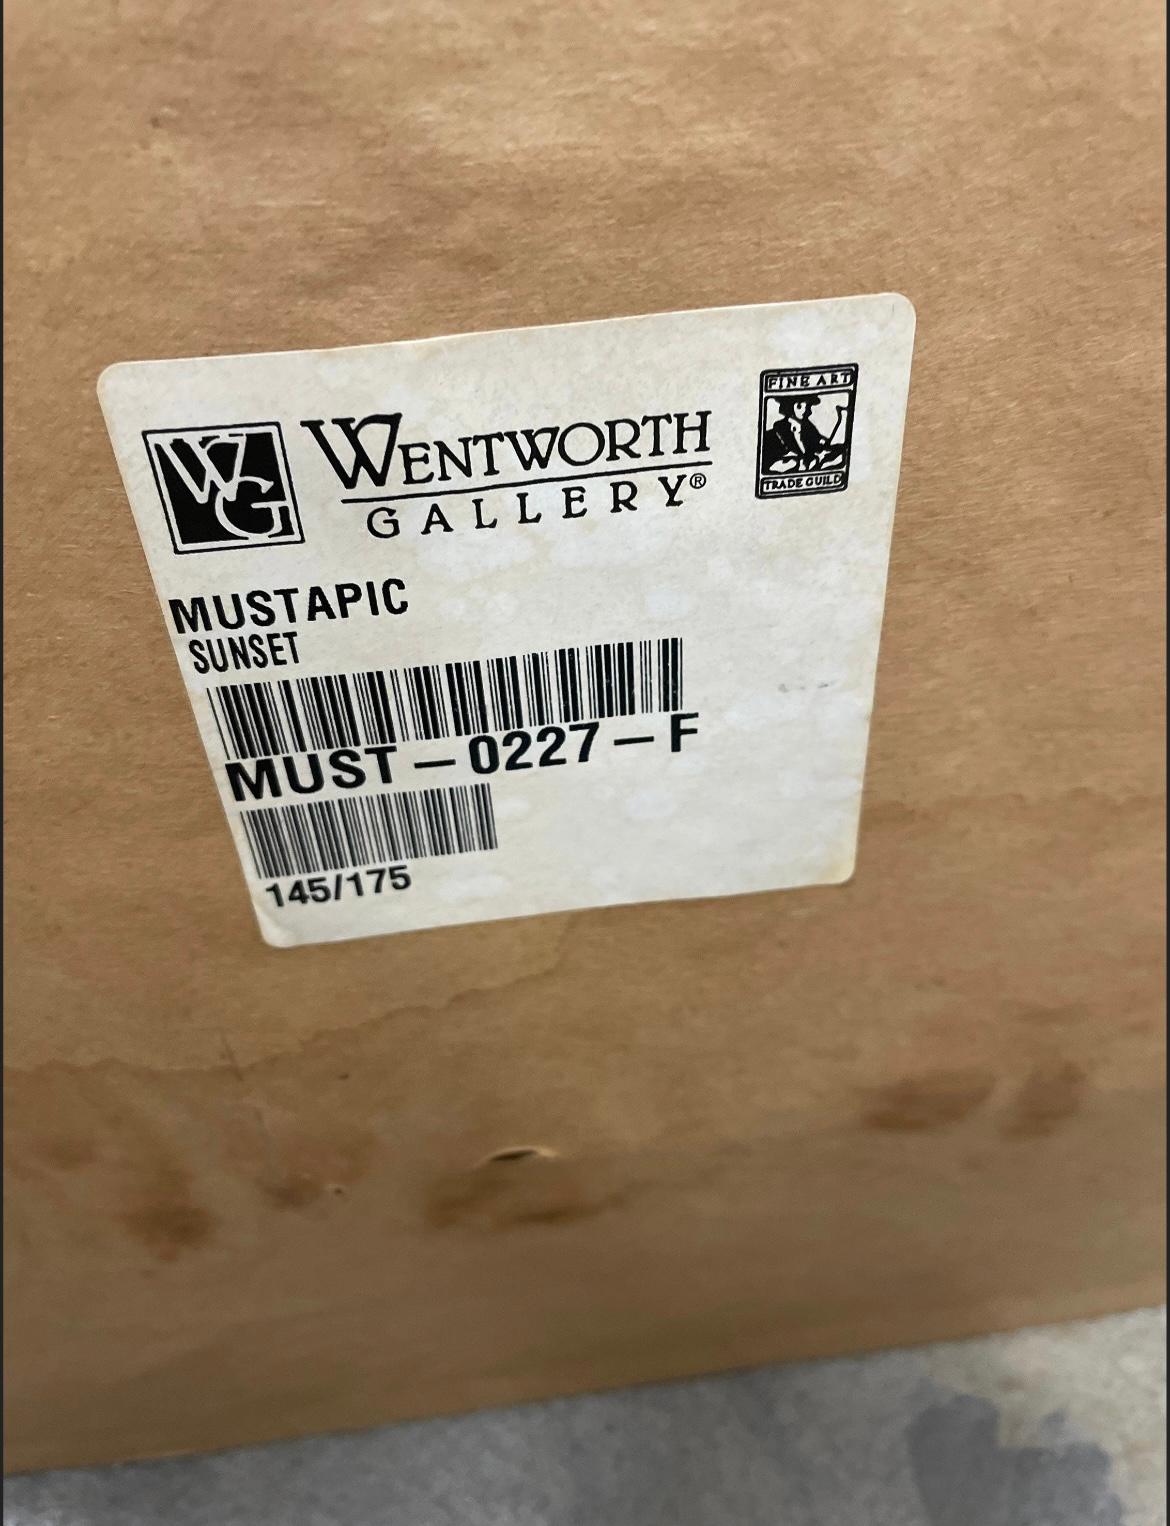 WG
WENTWORTH
GALLERY®
FINE ART
TRADE GUILD
MUSTAPIC
SUNSET
MUST-0227-F
145/175